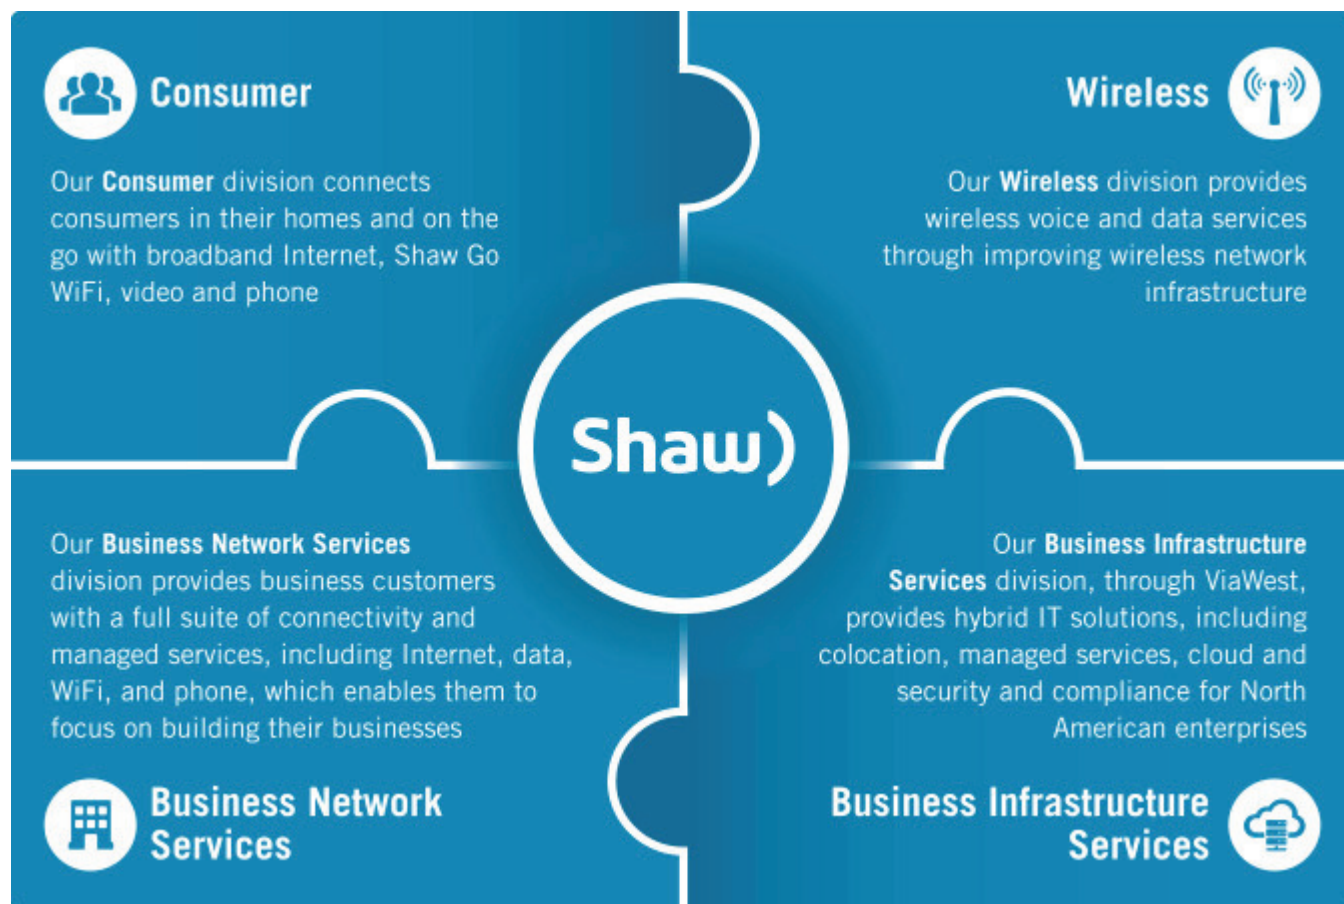 Consumer
Our Consumer division connects
consumers in their homes and on the
go with broadband Internet, Shaw Go
WiFi, video and phone
Wireless
Our Wireless division provides
wireless voice and data services
through improving wireless network
infrastructure
Shaw)
Our Business Network Services
division provides business customers
with a full suite of connectivity and
managed services, including Internet, data,
WiFi, and phone, which enables them to
focus on building their businesses
Business Network
Services
Our Business Infrastructure
Services division, through ViaWest,
provides hybrid IT solutions, including
colocation, managed services, cloud and
security and compliance for North
American enterprises
Business Infrastructure
Services